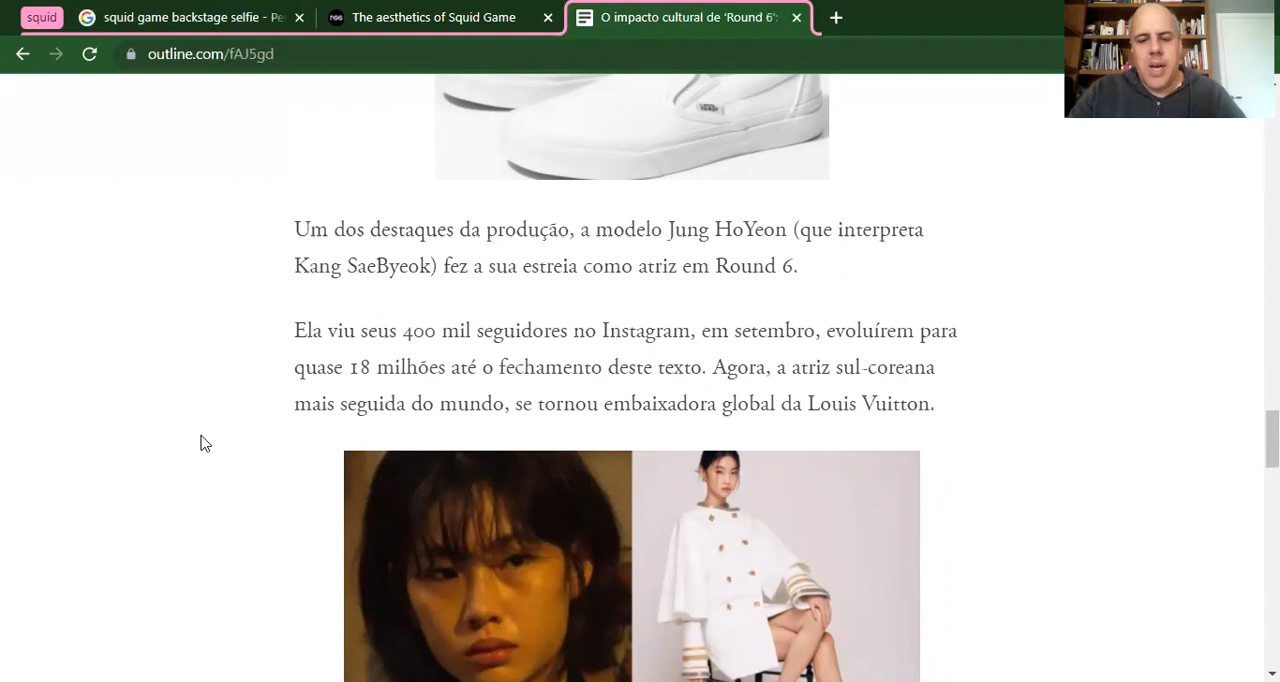 squid
squid game backstage selfie - Pe
The aesthetics of Squid Game
O impacto cultural de ‘Round 6’:
outline.com/fAJ5gd
VANS
Um dos destaques da produção, a modelo Jung HoYeon (que interpreta
Kang SaeByeok) fez a sua estreia como atriz em Round 6.
Ela viu seus 400 mil seguidores no Instagram, em setembro, evoluírem para
quase 18 milhões até o fechamento deste texto. Agora, a atriz sul-coreana
mais seguida do mundo, se tornou embaixadora global da Louis Vuitton.